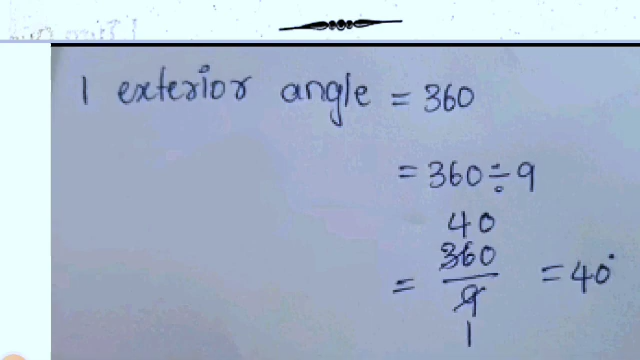 1 exterior angle = 360
= 360 ÷ 9
40
= 360/9 = 40°
1